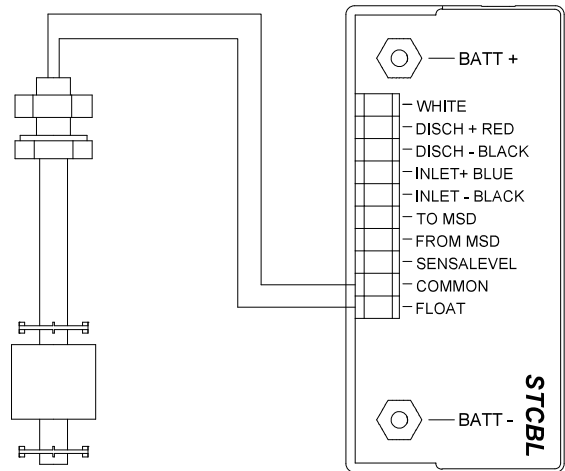 BATT +
WHITE
DISCH + RED
DISCH - BLACK
INLET+ BLUE
INLET - BLACK
TO MSD
FROM MSD
SENSALEVEL
COMMON
FLOAT
STCBL
BATT -